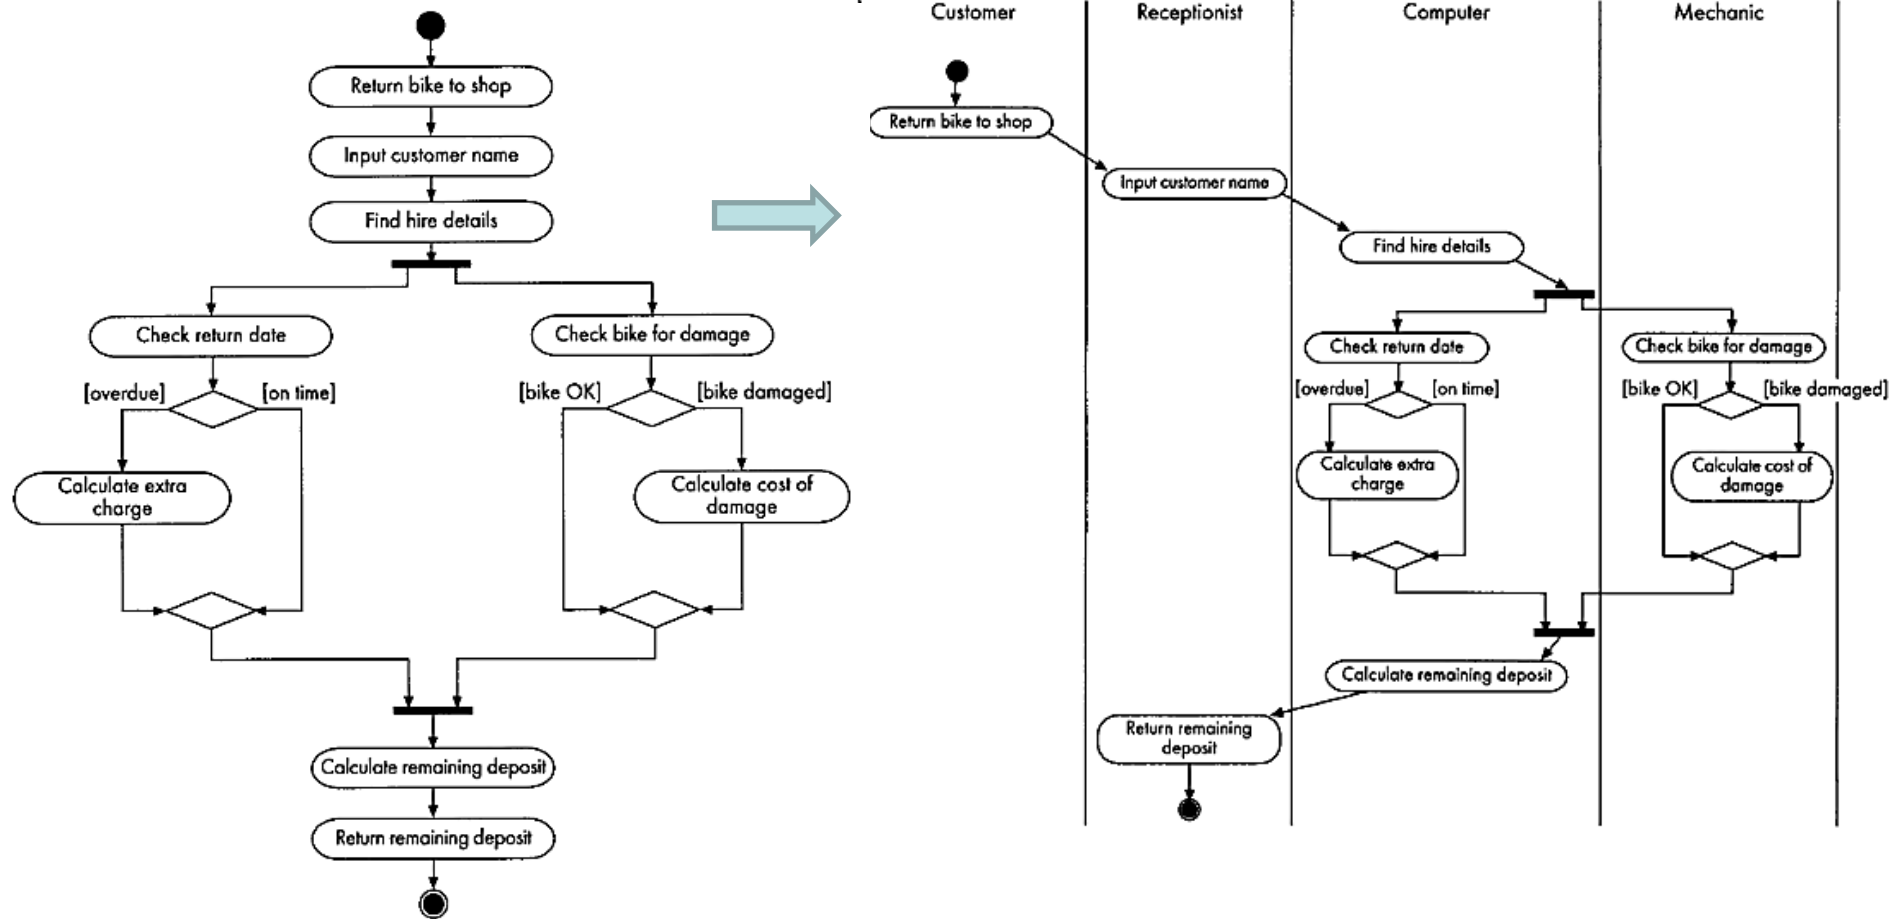 Return bike to shop
Input customer name
Find hire details
Check return date
Check bike for damage
[overdue]
[on time]
[bike OK]
[bike damaged]
Calculate extra
charge
Calculate cost of
damage
Calculate remaining deposit
Return remaining deposit
Customer
Receptionist
Computer
Mechanic
Return bike to shop
Input customer name
Find hire details
Check return date
Check bike for damage
[overdue]
[on time]
[bike OK]
[bike damaged]
Calculate extra
charge
Calculate cost of
damage
Calculate remaining deposit
Return remaining
deposit